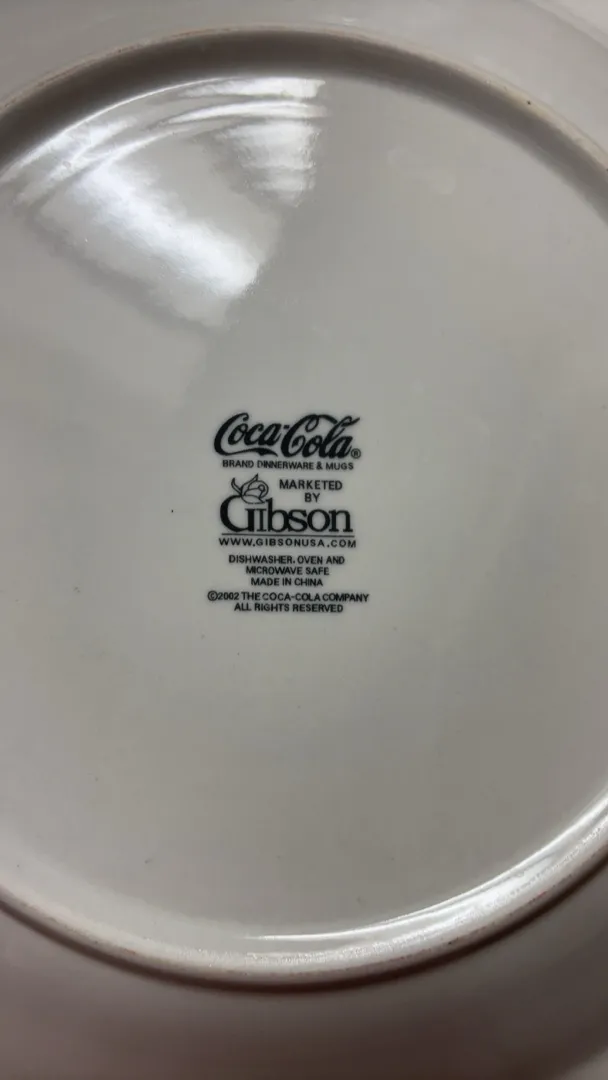 Coca-Cola®
BRAND DINNERWARE & MUGS
MARKETED
BY
Gibson
WWW.GIBSONUSA.COM
DISHWASHER, OVEN AND
MICROWAVE SAFE
MADE IN CHINA
©2002 THE COCA-COLA COMPANY
ALL RIGHTS RESERVED